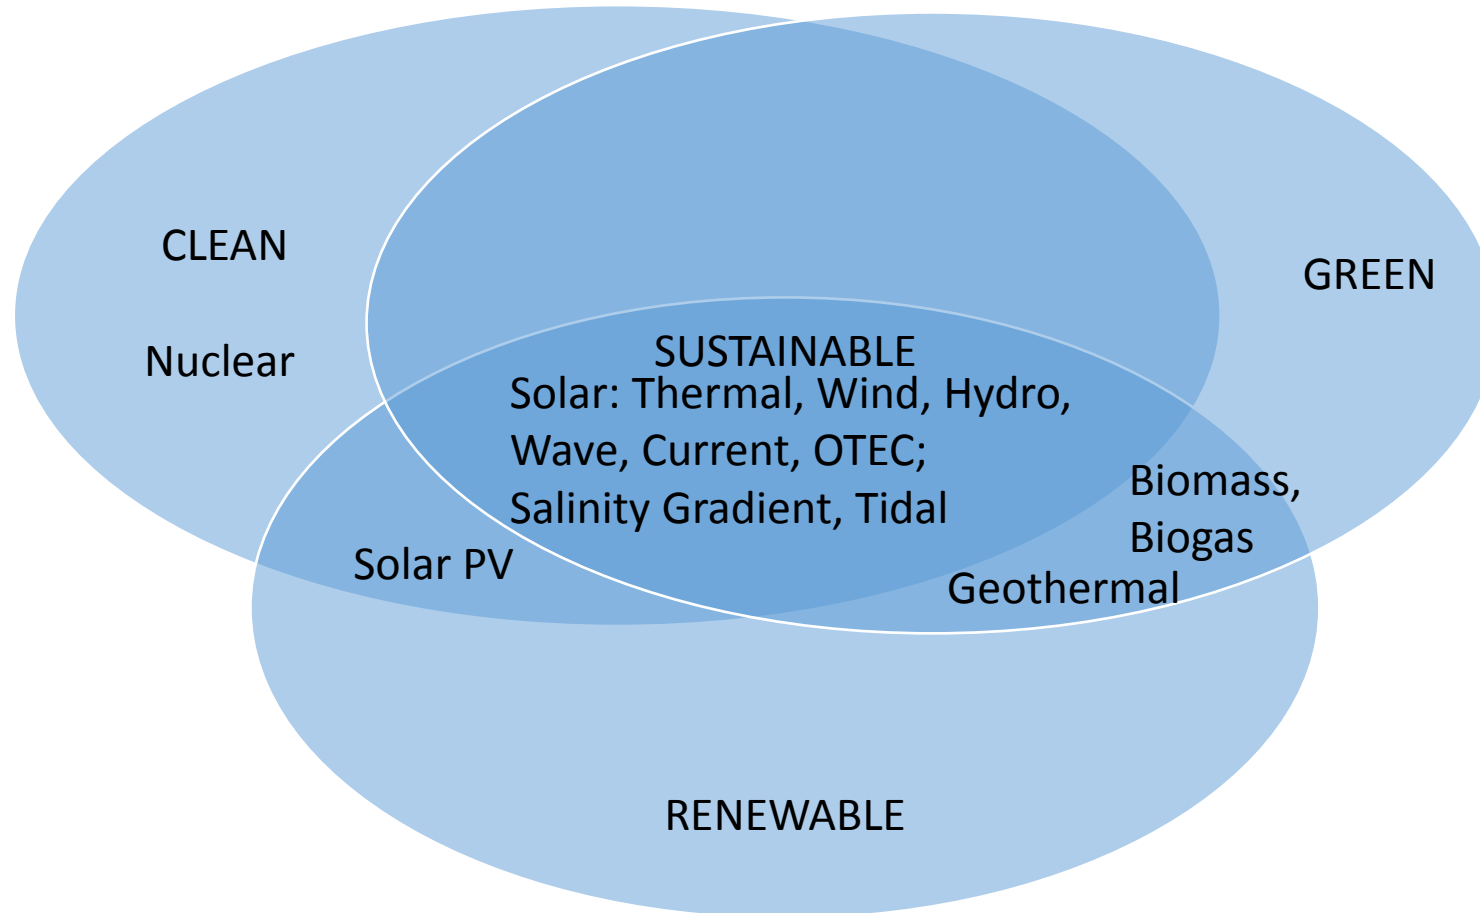 CLEAN
GREEN
Nuclear
SUSTAINABLE
Solar: Thermal, Wind, Hydro,
Wave, Current, OTEC;
Salinity Gradient, Tidal
Biomass,
Biogas
Solar PV
Geothermal
RENEWABLE